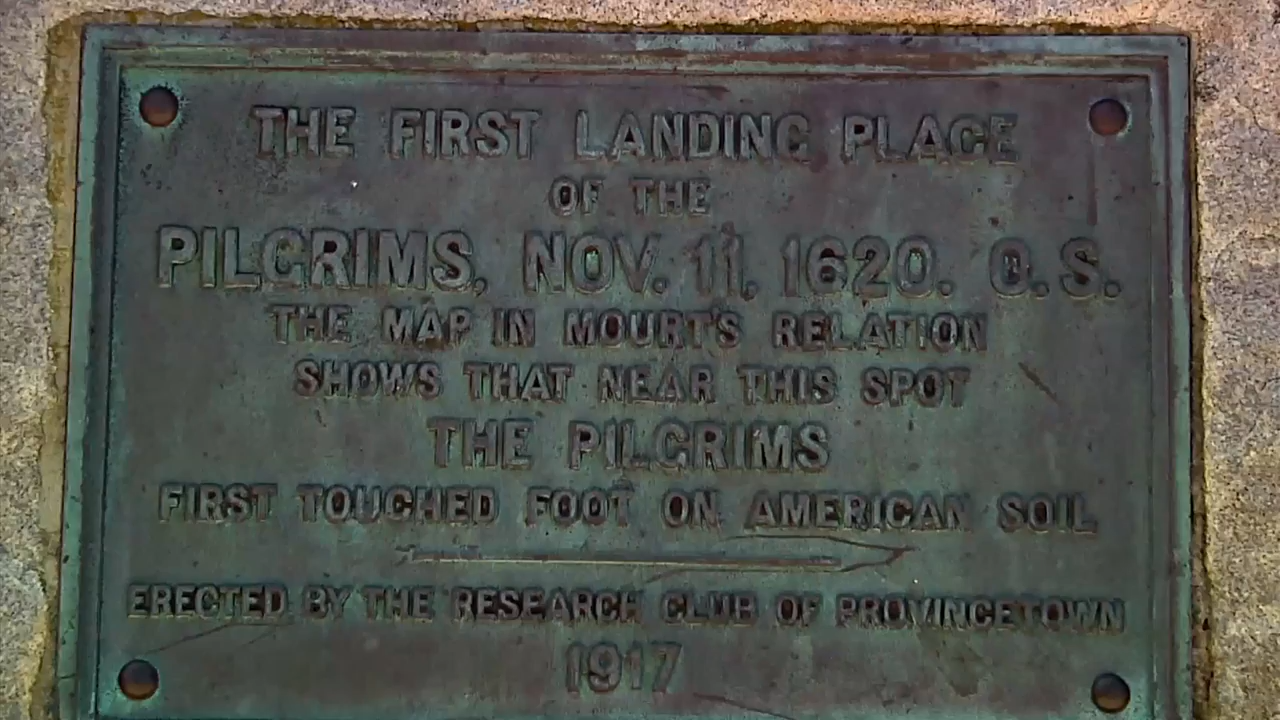 THE FIRST LANDING PLACE
OF THE
PILGRIMS, NOV. 11, 1620. O.S.
THE MAP IN MOURT'S RELATION
SHOWS THAT NEAR THIS SPOT
THE PILGRIMS
FIRST TOUCHED FOOT ON AMERICAN SOIL
ERECTED BY THE RESEARCH CLUB OF PROVINCETOWN
1917